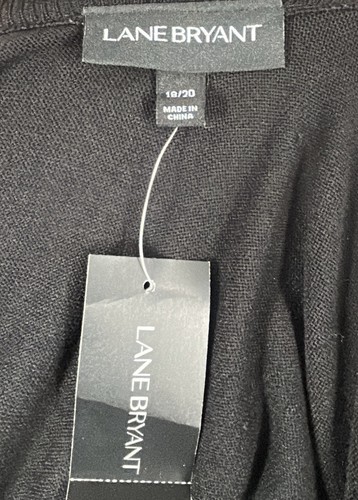 LANE BRYANT
18/20
MADE IN
CHINA
LANE BRYANT